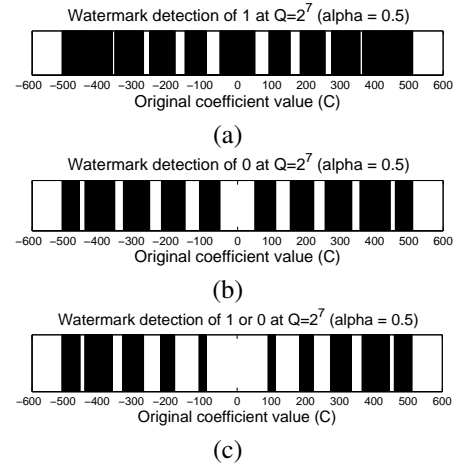 Watermark detection of 1 at Q=2^7 (alpha = 0.5)
−600 −500 −400 −300 −200 −100 0 100 200 300 400 500 600
Original coefficient value (C)
(a)
Watermark detection of 0 at Q=2^7 (alpha = 0.5)
−600 −500 −400 −300 −200 −100 0 100 200 300 400 500 600
Original coefficient value (C)
(b)
Watermark detection of 1 or 0 at Q=2^7 (alpha = 0.5)
−600 −500 −400 −300 −200 −100 0 100 200 300 400 500 600
Original coefficient value (C)
(c)